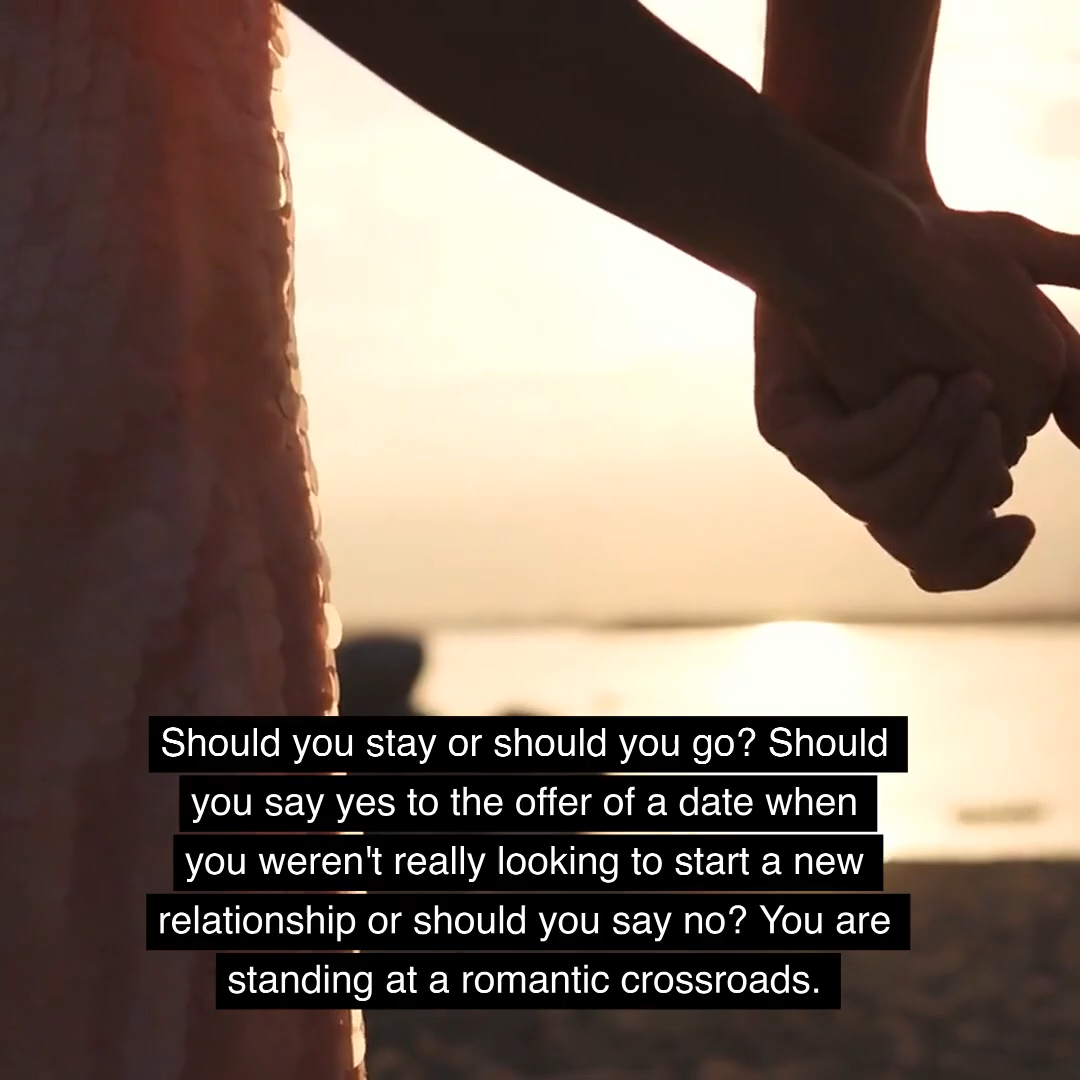 Should you stay or should you go? Should
you say yes to the offer of a date when
you weren't really looking to start a new
relationship or should you say no? You are
standing at a romantic crossroads.